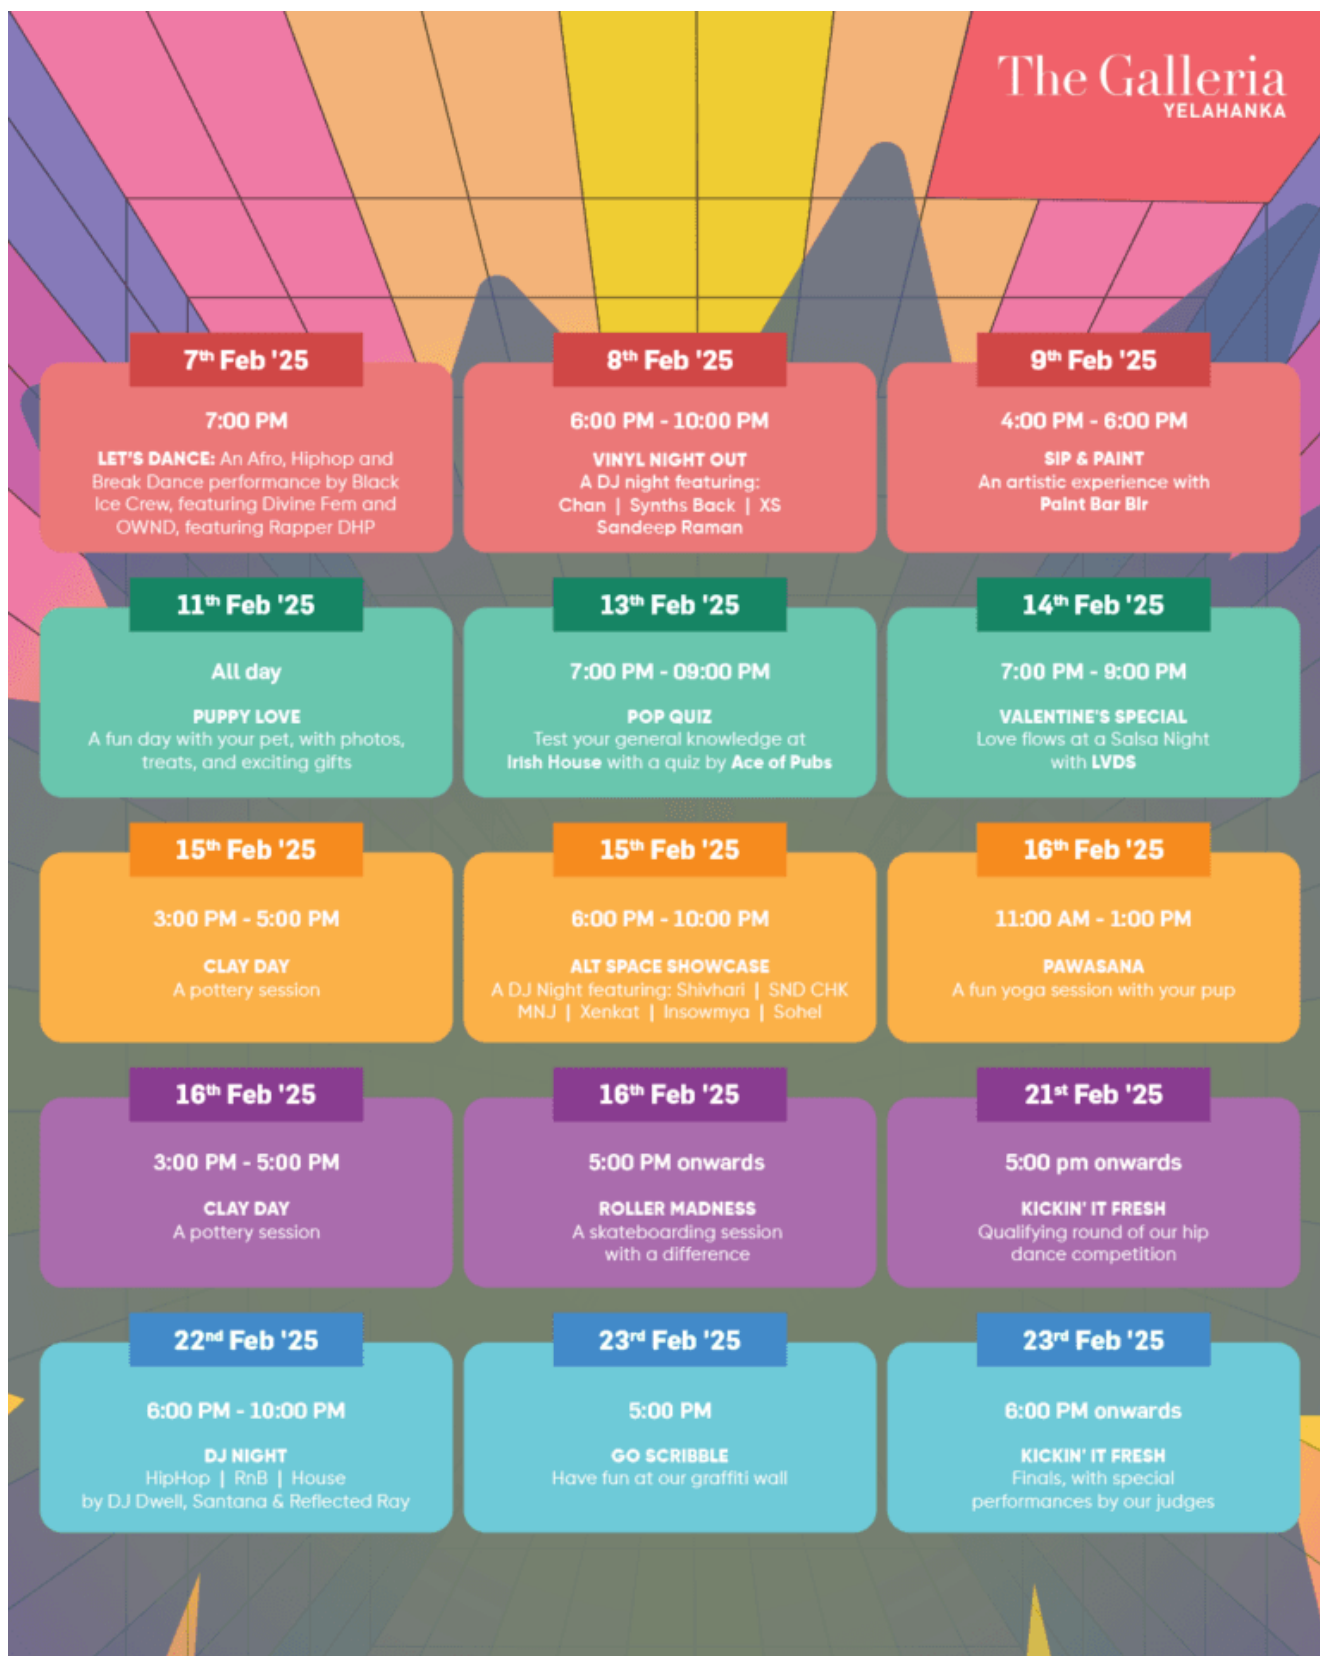 The Galleria
YELAHANKA
7th Feb '25
7:00 PM
LET'S DANCE: An Afro, Hiphop and
Break Dance performance by Black
Ice Crew, featuring Divine Fem and
OWND, featuring Rapper DHP
8th Feb '25
6:00 PM - 10:00 PM
VINYL NIGHT OUT
A DJ night featuring:
Chan | Synths Back | XS
Sandeep Raman
9th Feb '25
4:00 PM - 6:00 PM
SIP & PAINT
An artistic experience with
Paint Bar Blr
11th Feb '25
All day
PUPPY LOVE
A fun day with your pet, with photos,
treats, and exciting gifts
13th Feb '25
7:00 PM - 09:00 PM
POP QUIZ
Test your general knowledge at
Irish House with a quiz by Ace of Pubs
14th Feb '25
7:00 PM - 9:00 PM
VALENTINE'S SPECIAL
Love flows at a Salsa Night
with LVDS
15th Feb '25
3:00 PM - 5:00 PM
CLAY DAY
A pottery session
15th Feb '25
6:00 PM - 10:00 PM
ALT SPACE SHOWCASE
A DJ Night featuring: Shivhari | SND CHK
MNJ | Xenkat | Insowmya | Sohel
16th Feb '25
11:00 AM - 1:00 PM
PAWASANA
A fun yoga session with your pup
16th Feb '25
3:00 PM - 5:00 PM
CLAY DAY
A pottery session
16th Feb '25
5:00 PM onwards
ROLLER MADNESS
A skateboarding session
with a difference
21st Feb '25
5:00 pm onwards
KICKIN' IT FRESH
Qualifying round of our hip
dance competition
22nd Feb '25
6:00 PM - 10:00 PM
DJ NIGHT
HipHop | RnB | House
by DJ Dwell, Santana & Reflected Ray
23rd Feb '25
5:00 PM
GO SCRIBBLE
Have fun at our graffiti wall
23rd Feb '25
6:00 PM onwards
KICKIN' IT FRESH
Finals, with special
performances by our judges